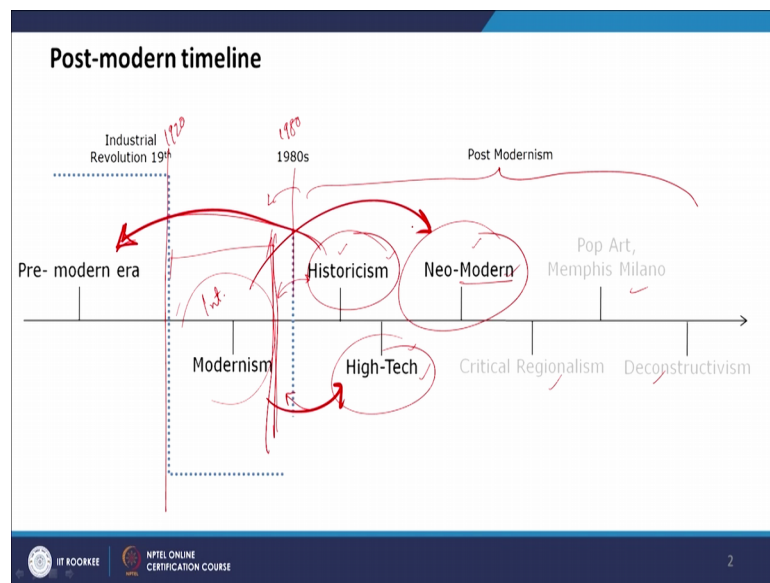 Post-modern timeline
1920
1980
Industrial
Revolution 19th
1980s
Post Modernism
Pre- modern era
Int.
Historicism
Neo-Modern
Pop Art,
Memphis Milano
Modernism
High-Tech
Critical Regionalism
Deconstructivism
IIT ROORKEE
NPTEL ONLINE
CERTIFICATION COURSE
2